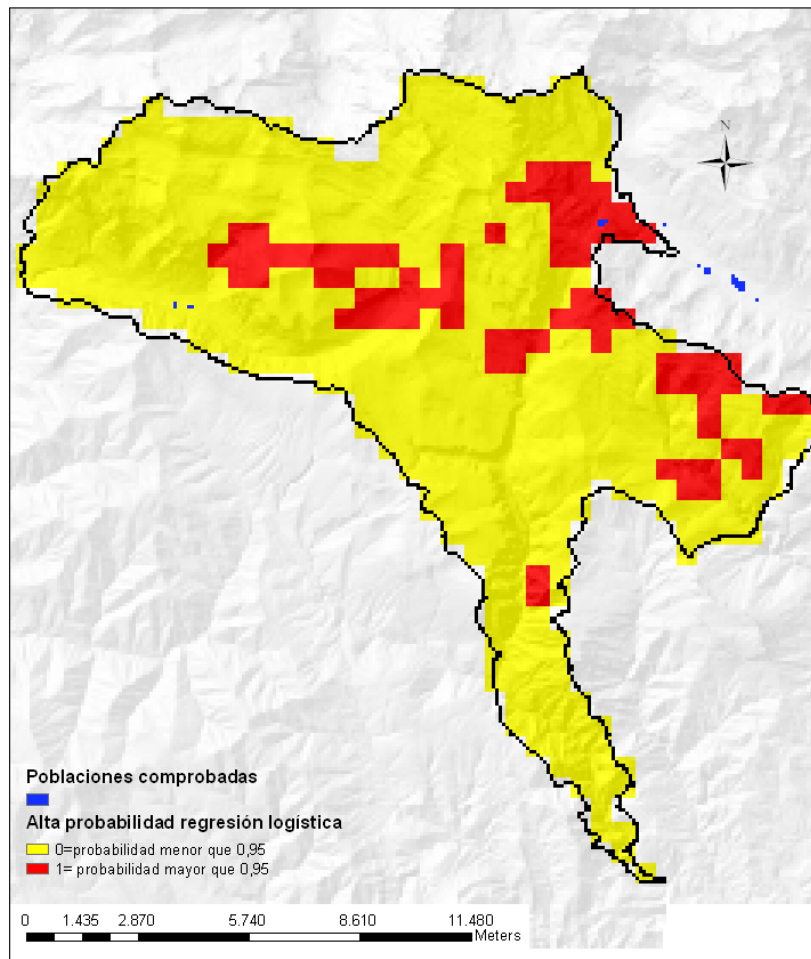 N
Poblaciones comprobadas
Alta probabilidad regresión logística
0=probabilidad menor que 0,95
1= probabilidad mayor que 0,95
0 1.435 2.870 5.740 8.610 11.480
Meters